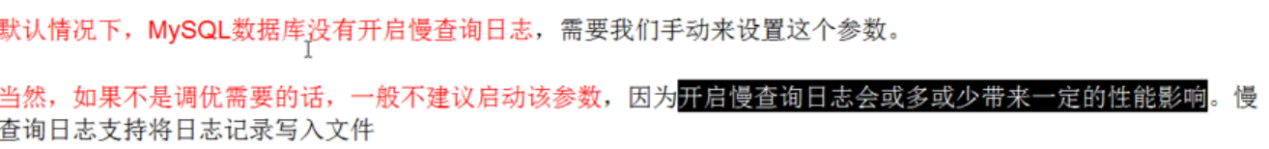 默认情况下，MySQL数据库没有开启慢查询日志，需要我们手动来设置这个参数。
当然，如果不是调优需要的话，一般不建议启动该参数，因为开启慢查询日志会或多或少带来一定的性能影响。慢
查询日志支持将日志记录写入文件